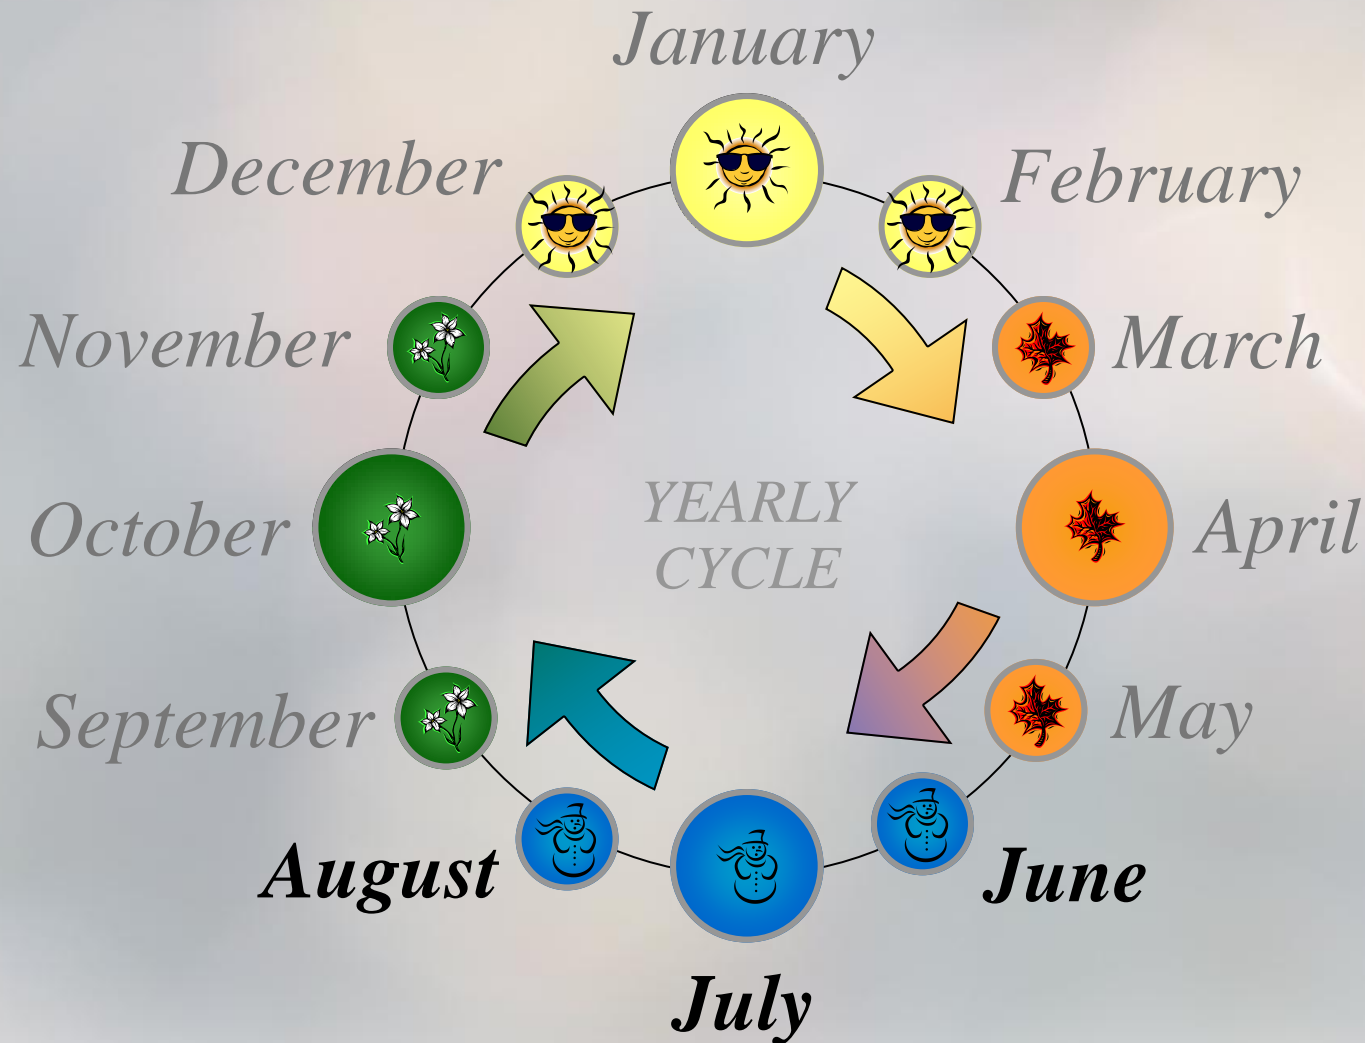 January
December
February
November
March
YEARLY
CYCLE
October
April
September
May
August
June
July